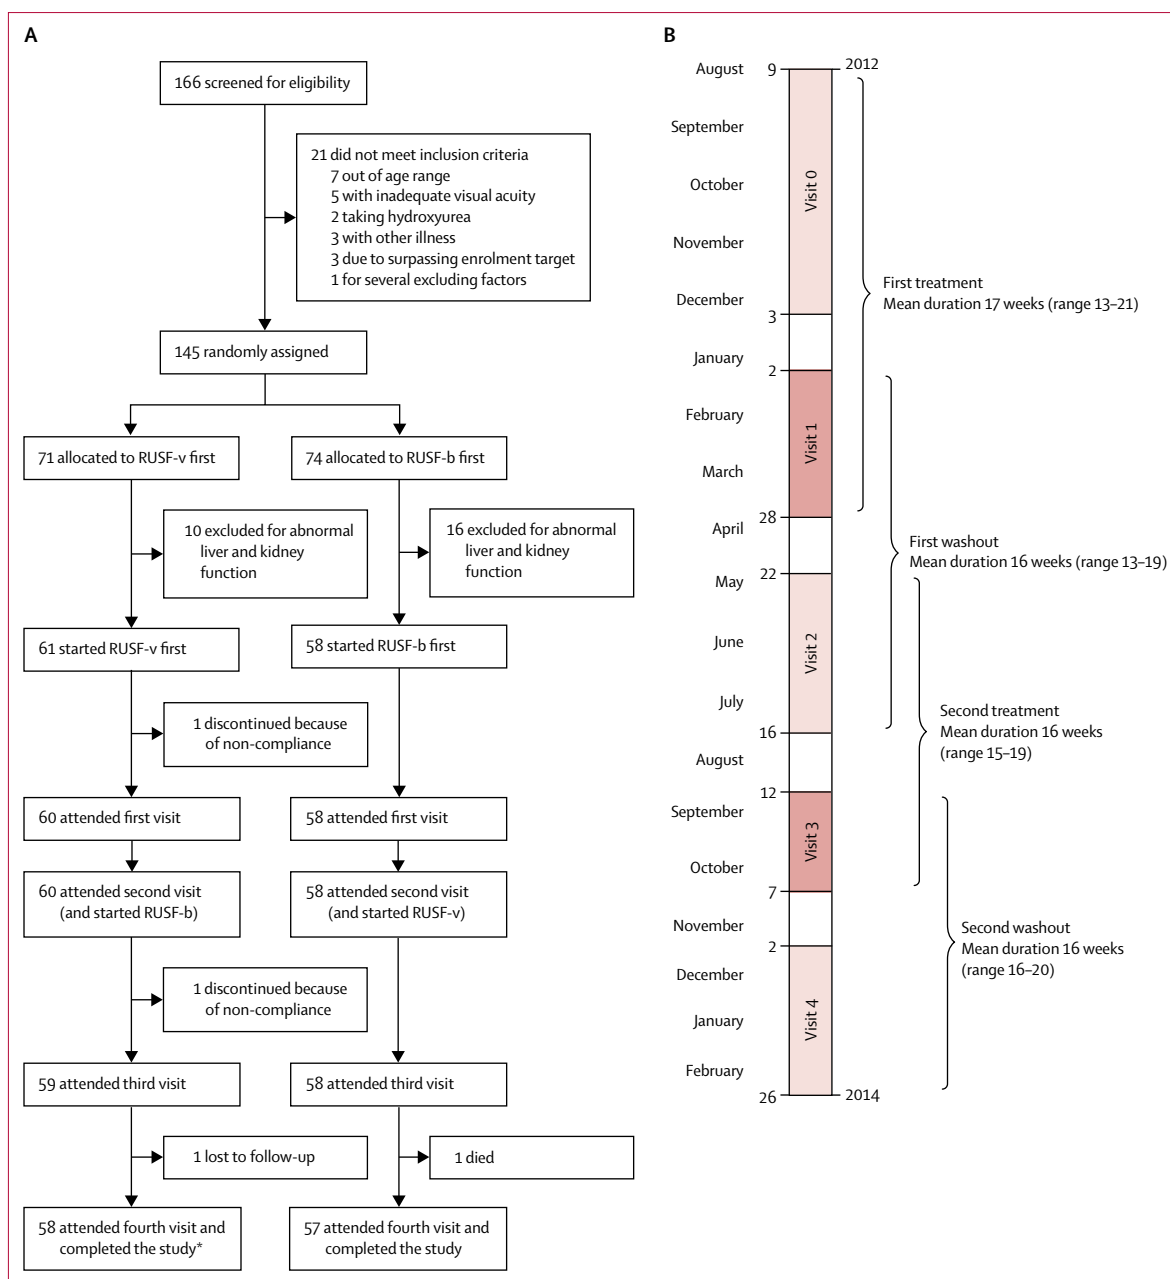 A
166 screened for eligibility
21 did not meet inclusion criteria
7 out of age range
5 with inadequate visual acuity
2 taking hydroxyurea
3 with other illness
3 due to surpassing enrolment target
1 for several excluding factors
145 randomly assigned
71 allocated to RUSF-v first
74 allocated to RUSF-b first
10 excluded for abnormal
liver and kidney
function
16 excluded for abnormal
liver and kidney
function
61 started RUSF-v first
58 started RUSF-b first
1 discontinued because
of non-compliance
60 attended first visit
58 attended first visit
60 attended second visit
(and started RUSF-b)
58 attended second visit
(and started RUSF-v)
1 discontinued because
of non-compliance
59 attended third visit
58 attended third visit
1 lost to follow-up
1 died
58 attended fourth visit and
completed the study*
57 attended fourth visit and
completed the study
B
August
9
2012
September
October
November
December
3
January
2
February
March
28
April
22
May
June
July
16
August
12
September
October
7
November
2
December
January
February
26
2014
Visit 0
Visit 1
Visit 2
Visit 3
Visit 4
First treatment
Mean duration 17 weeks (range 13–21)
First washout
Mean duration 16 weeks (range 13–19)
Second treatment
Mean duration 16 weeks
(range 15–19)
Second washout
Mean duration 16 weeks
(range 16–20)